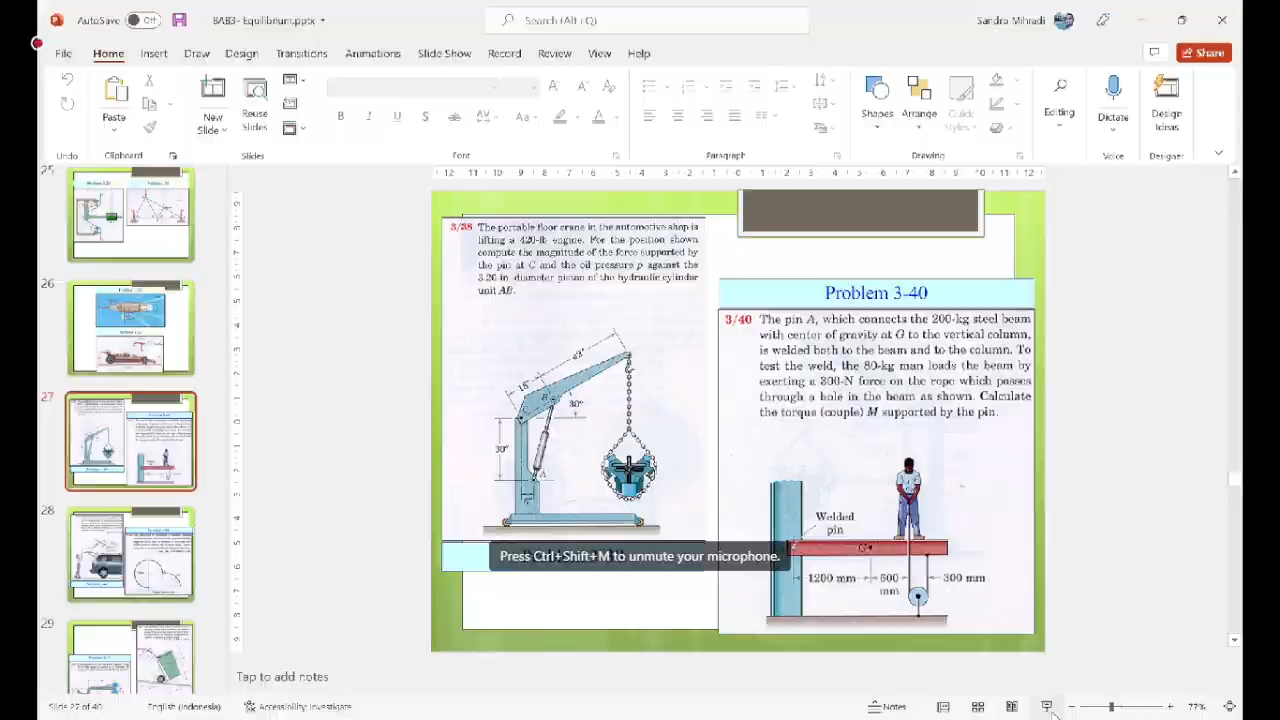 AutoSave Off
BAB3- Equilibrium.pptx
Search (Alt+Q)
Sandra Mihradi
File Home Insert Draw Design Transitions Animations Slide Show Record Review View Help
Share
Paste
New Slide
Reuse Slides
Shapes
Arrange
Quick Styles
Editing
Dictate
Design Ideas
Undo
Clipboard
Slides
Font
Paragraph
Drawing
Voice
Designer
25
26
27
28
29
3/38 The portable floor crane in the automotive shop is
lifting a 420-lb engine. For the position shown
compute the magnitude of the force supported by
the pin at C and the oil pressure p against the
3.20-in.-diameter piston of the hydraulic cylinder
unit AB.
30"
Problem 3-40
3/40 The pin A, which connects the 200-kg steel beam
with center of gravity at G to the vertical column,
is welded both to the beam and to the column. To
test the weld, the 80-kg man loads the beam by
exerting a 300-N force on the rope which passes
through a hole in the beam as shown. Calculate
the torque (couple) M supported by the pin.
Welded
pin
G
1200 mm
600
mm
300 mm
Press Ctrl+Shift+M to unmute your microphone.
Tap to add notes
Slide 27 of 40
English (Indonesia)
Accessibility: Investigate
Notes
77%